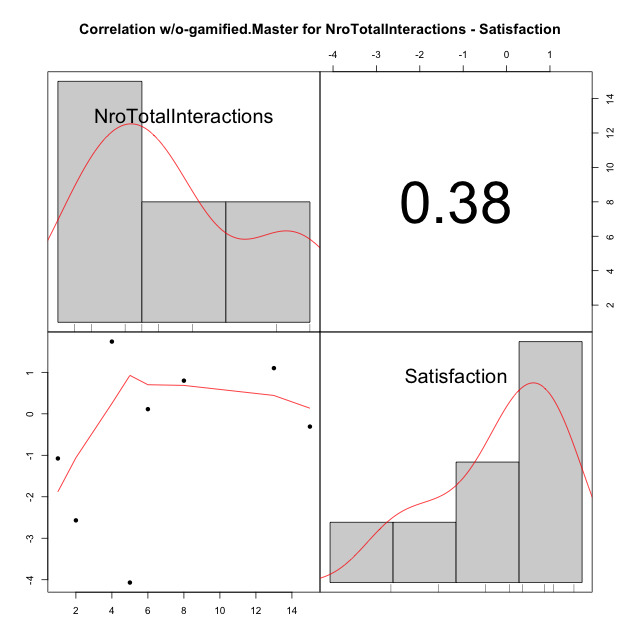 Correlation w/o-gamified.Master for NroTotalInteractions - Satisfaction
-4 -3 -2 -1 0 1
NroTotalInteractions
0.38
14
12
10
8
6
4
2
Satisfaction
1
0
-1
-2
-3
-4
2 4 6 8 10 12 14